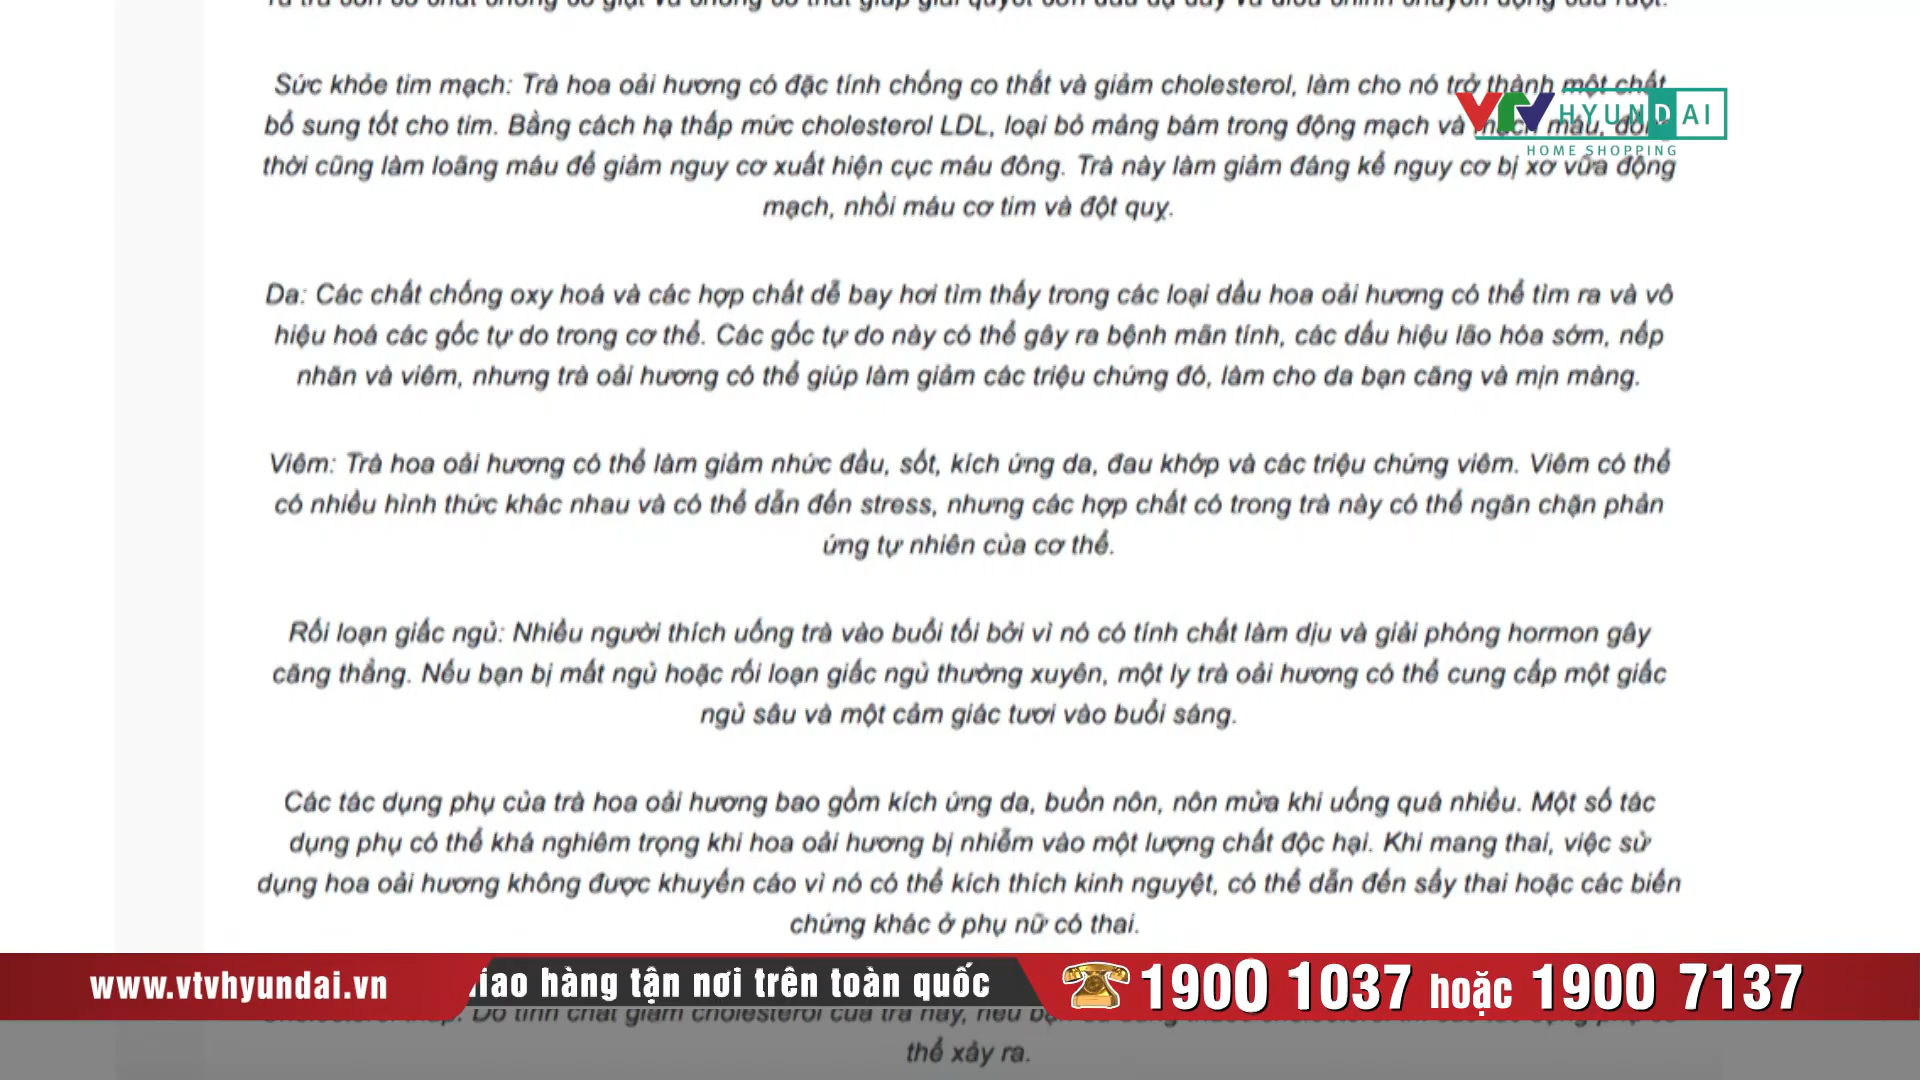 Sức khỏe tim mạch: Trà hoa oải hương có đặc tính chống co thắt và giảm cholesterol, làm cho nó trở thành một chất
bổ sung tốt cho tim. Bằng cách hạ thấp mức cholesterol LDL, loại bỏ mảng bám trong động mạch và mạch máu, đồng
thời cũng làm loãng máu để giảm nguy cơ xuất hiện cục máu đông. Trà này làm giảm đáng kể nguy cơ bị xơ vữa động
mạch, nhồi máu cơ tim và đột quỵ.
VTV HYUNDAI
HOME SHOPPING
Da: Các chất chống oxy hoá và các hợp chất dễ bay hơi tìm thấy trong các loại dầu hoa oải hương có thể tìm ra và vô
hiệu hoá các gốc tự do trong cơ thể. Các gốc tự do này có thể gây ra bệnh mãn tính, các dấu hiệu lão hóa sớm, nếp
nhăn và viêm, nhưng trà oải hương có thể giúp làm giảm các triệu chứng đó, làm cho da bạn căng và mịn màng.
Viêm: Trà hoa oải hương có thể làm giảm nhức đầu, sốt, kích ứng da, đau khớp và các triệu chứng viêm. Viêm có thể
có nhiều hình thức khác nhau và có thể dẫn đến stress, nhưng các hợp chất có trong trà này có thể ngăn chặn phản
ứng tự nhiên của cơ thể.
Rối loạn giấc ngủ: Nhiều người thích uống trà vào buổi tối bởi vì nó có tính chất làm dịu và giải phóng hormon gây
căng thẳng. Nếu bạn bị mất ngủ hoặc rối loạn giấc ngủ thường xuyên, một ly trà oải hương có thể cung cấp một giấc
ngủ sâu và một cảm giác tươi vào buổi sáng.
Các tác dụng phụ của trà hoa oải hương bao gồm kích ứng da, buồn nôn, nôn mửa khi uống quá nhiều. Một số tác
dụng phụ có thể khá nghiêm trọng khi hoa oải hương bị nhiễm vào một lượng chất độc hại. Khi mang thai, việc sử
dụng hoa oải hương không được khuyến cáo vì nó có thể kích thích kinh nguyệt, có thể dẫn đến sẩy thai hoặc các biến
chứng khác ở phụ nữ có thai.
www.vtvhyundai.vn
hàng tận nơi trên toàn quốc
1900 1037 hoặc 1900 7137
Do tính chất giảm cholesterol của trà này, nếu
thể xảy ra.